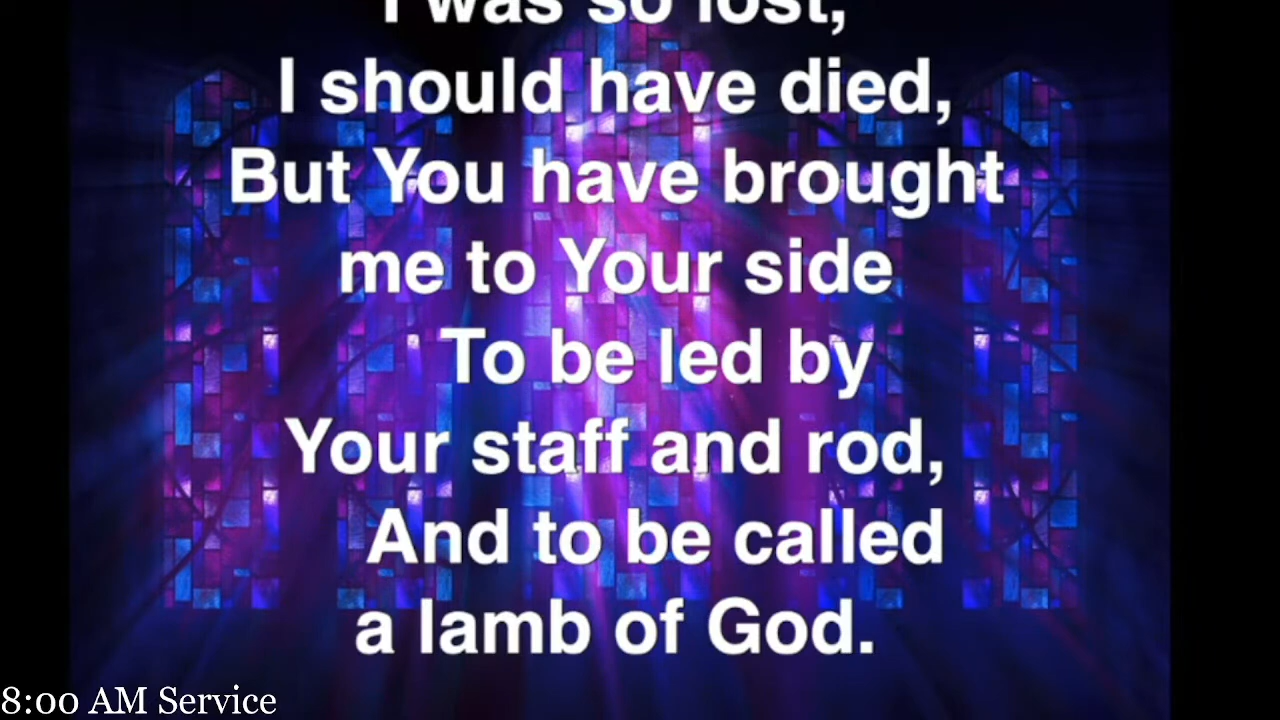 I was so lost,
I should have died,
But You have brought
me to Your side
To be led by
Your staff and rod,
And to be called
a lamb of God.
8:00 AM Service